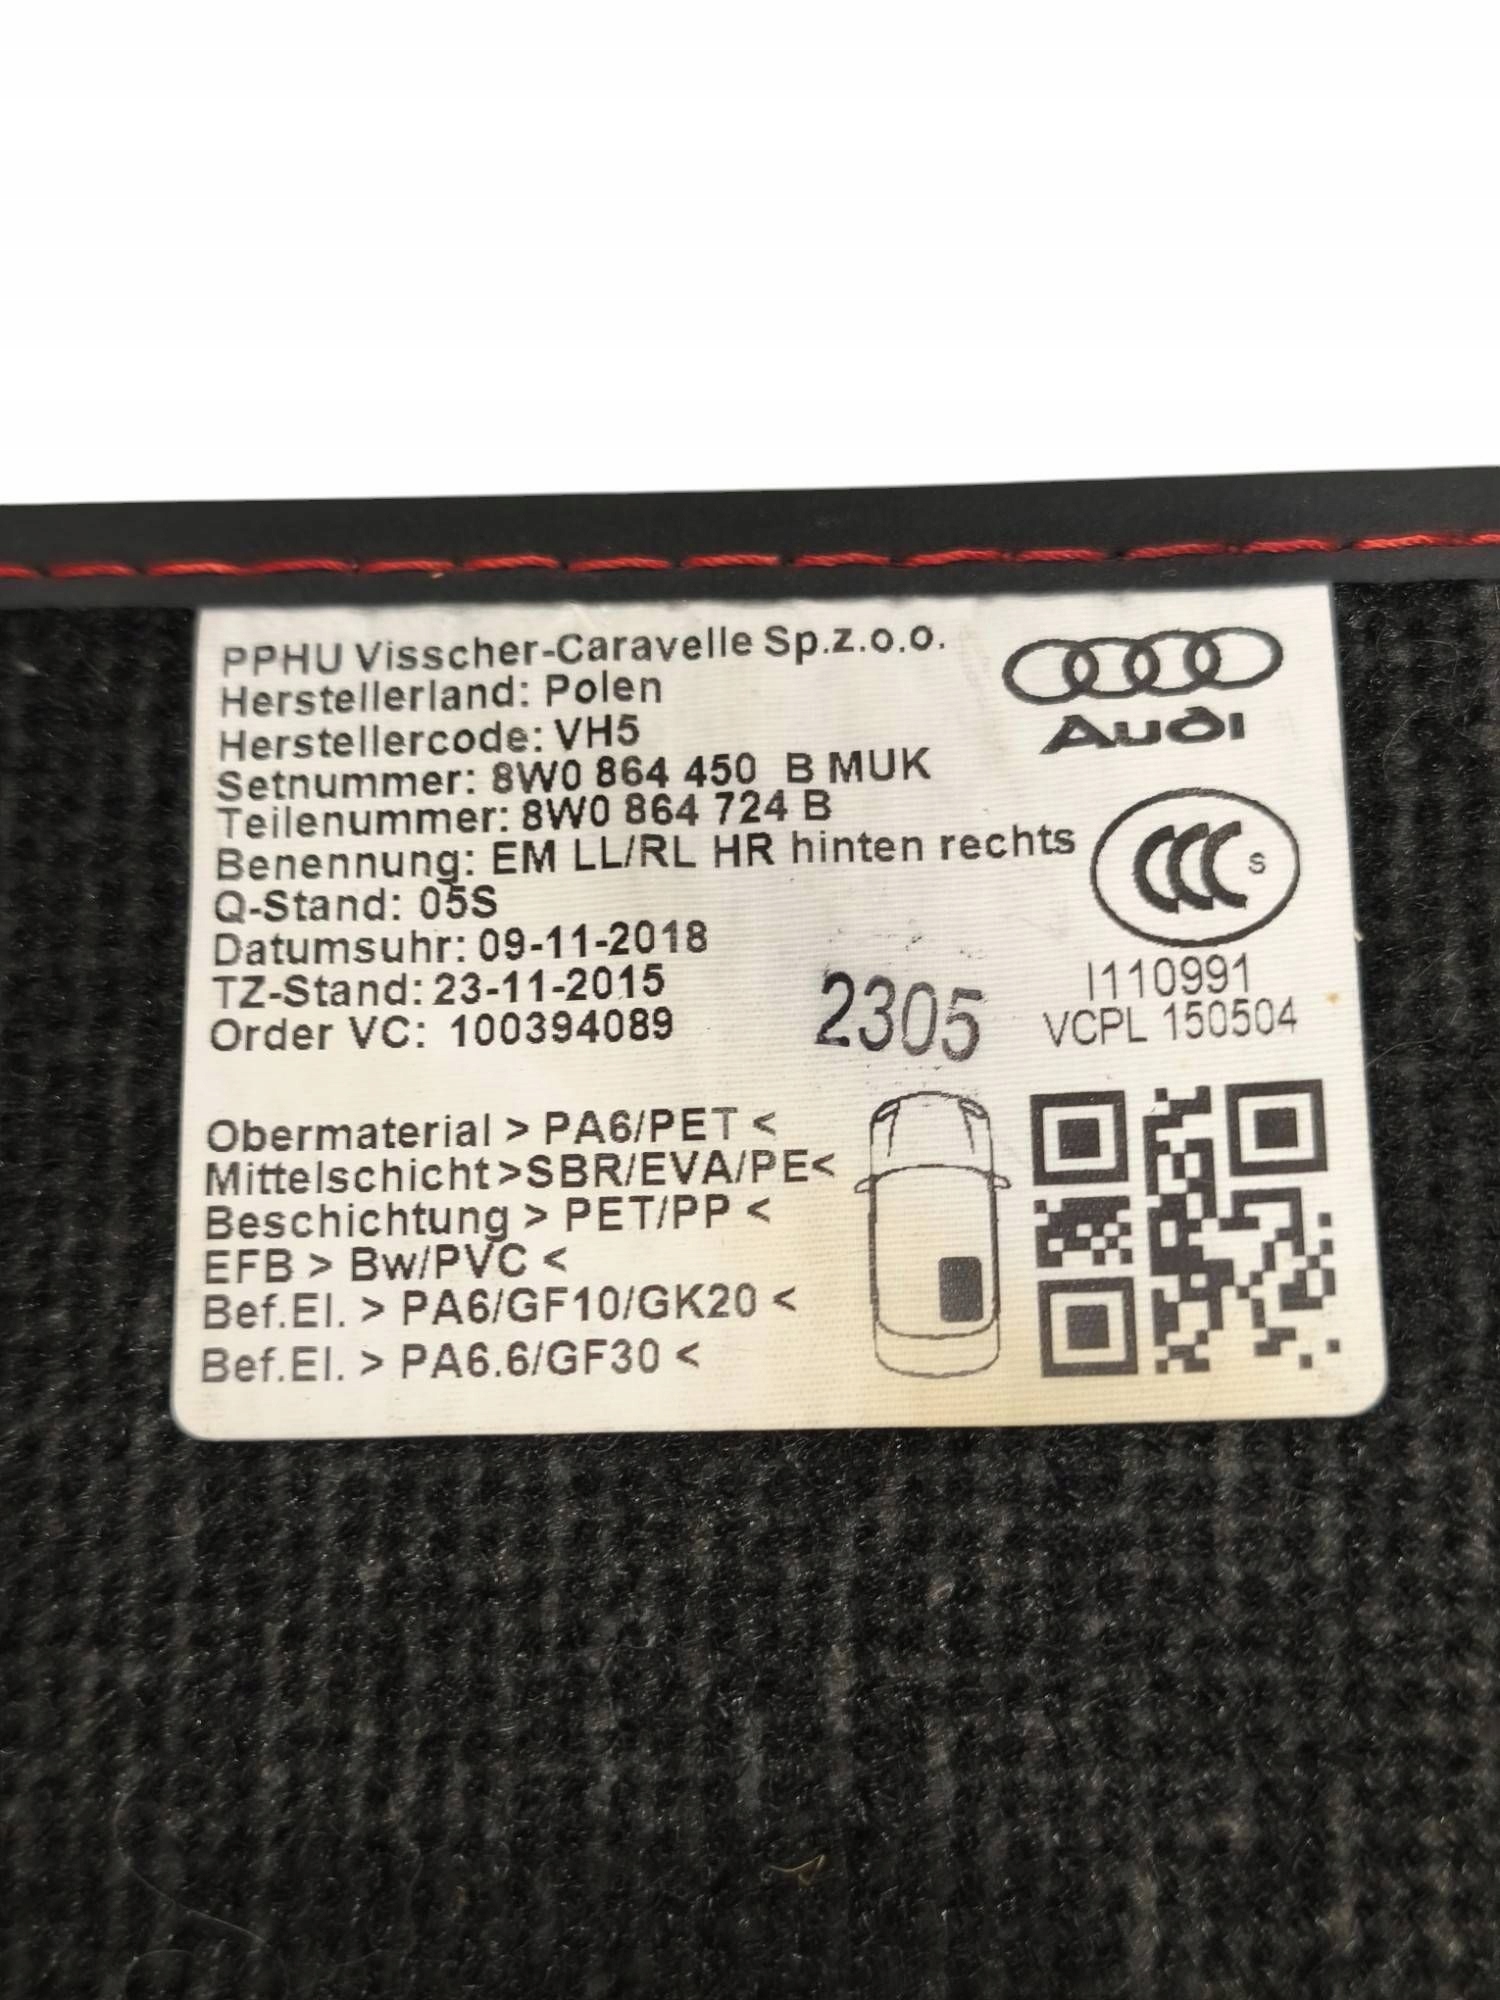 PPHU Visscher-Caravelle Sp.z.o.o.
Herstellerland: Polen
Herstellercode: VH5
Setnummer: 8W0 864 450 B MUK
Teilenummer: 8W0 864 724 B
Benennung: EM LL/RL HR hinten rechts
Q-Stand: 05S
Datumsuhr: 09-11-2018
TZ-Stand: 23-11-2015
Order VC: 100394089
Audi
CCC S
I110991
VCPL 150504
2305
Obermaterial > PA6/PET <
Mittelschicht >SBR/EVA/PE<
Beschichtung > PET/PP <
EFB > Bw/PVC <
Bef.El. > PA6/GF10/GK20 <
Bef.El. > PA6.6/GF30 <